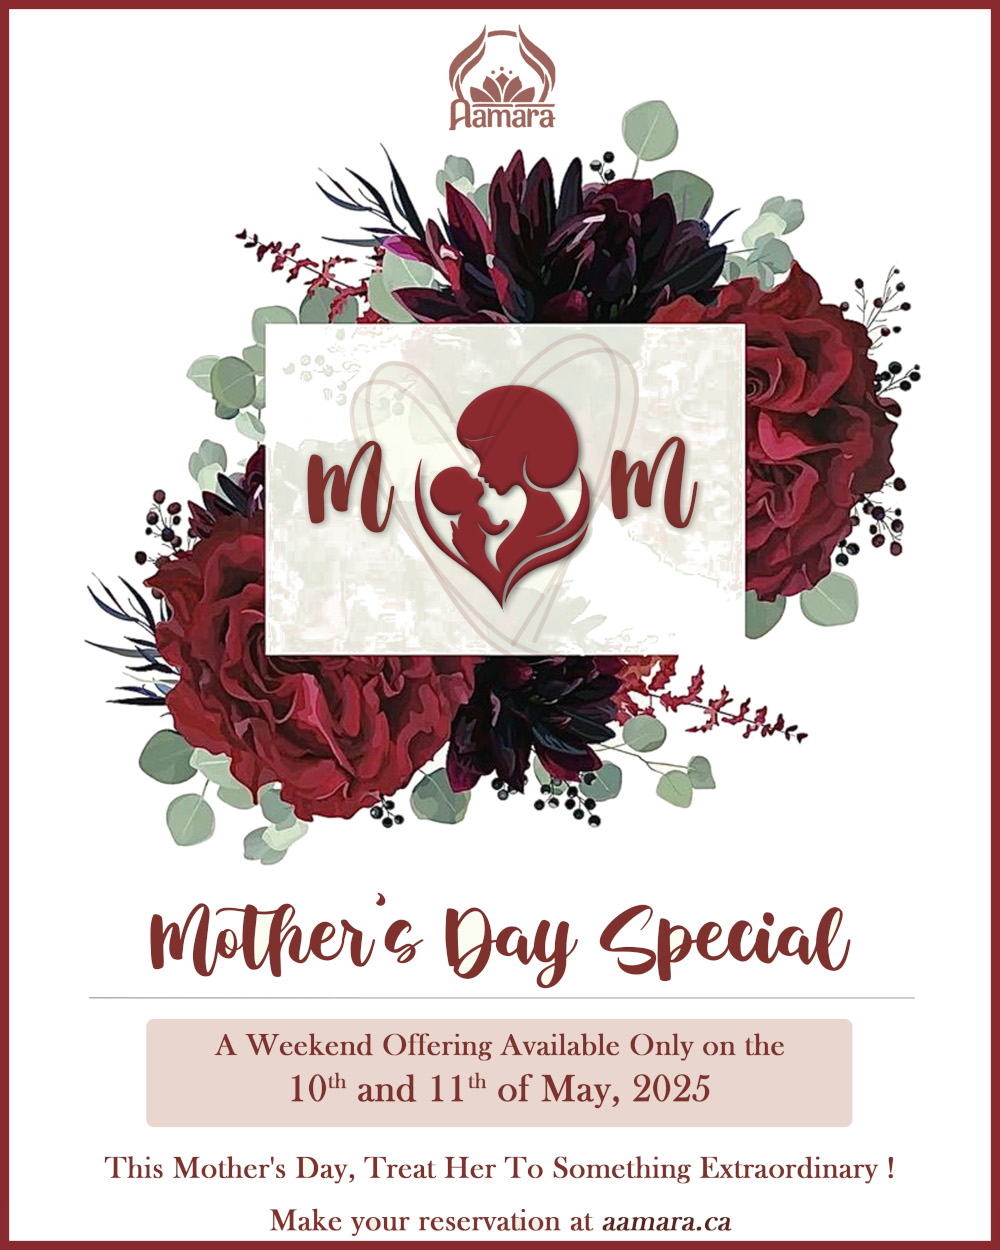 Aamara
M M
Mother's Day Special
A Weekend Offering Available Only on the
10th and 11th of May, 2025
This Mother's Day, Treat Her To Something Extraordinary !
Make your reservation at aamara.ca